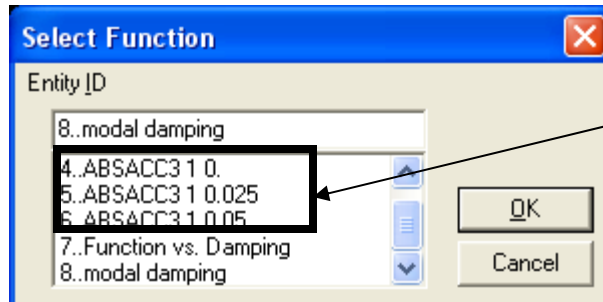 Select Function
Entity ID
8..modal damping
4..ABSACC3 1 0.
5..ABSACC3 1 0.025
6..ABSACC3 1 0.05
7..Function vs. Damping
8..modal damping
OK
Cancel